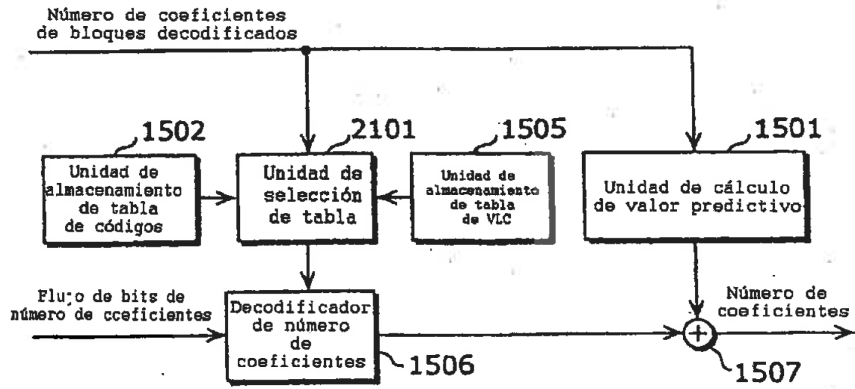 Número de coeficientes
de bloques decodificados
1502
2101
1505
1501
Unidad de
almacenamiento
de tabla
de códigos
Unidad de
selección
de tabla
Unidad de
almacenamiento
de tabla
de VLC
Unidad de cálculo
de valor predictivo
Flujo de bits de
número de coeficientes
Decodificador
de número
de
coeficientes
1506
Número de
coeficientes
+
1507